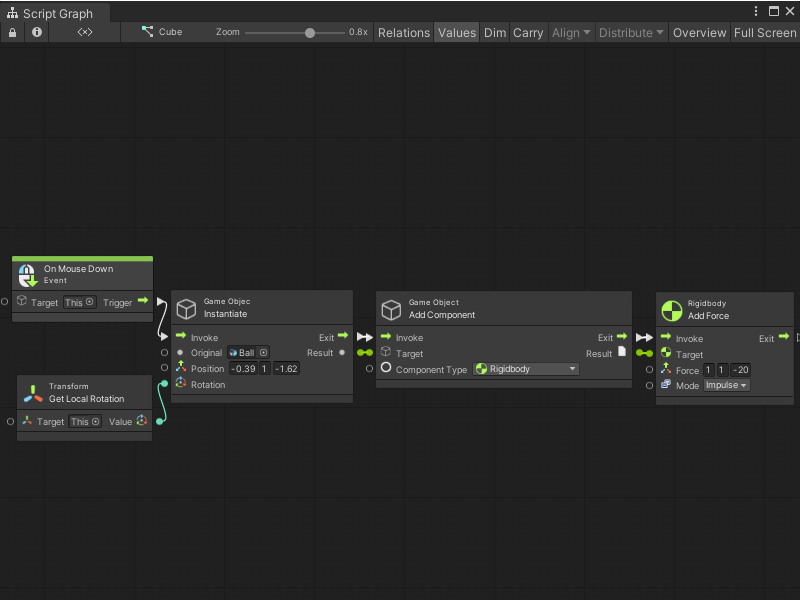 Script Graph
<×> Cube Zoom 0.8x Relations Values Dim Carry Align Distribute Overview Full Screen
On Mouse Down
Event
Target This Trigger
Game Objec
Instantiate
Invoke Exit
Original Ball Result
Position -0.39 1 -1.62
Rotation
Transform
Get Local Rotation
Target This Value
Game Object
Add Component
Invoke Exit
Target Result
Component Type Rigidbody
Rigidbody
Add Force
Invoke Exit
Target
Force 1 1 -20
Mode Impulse